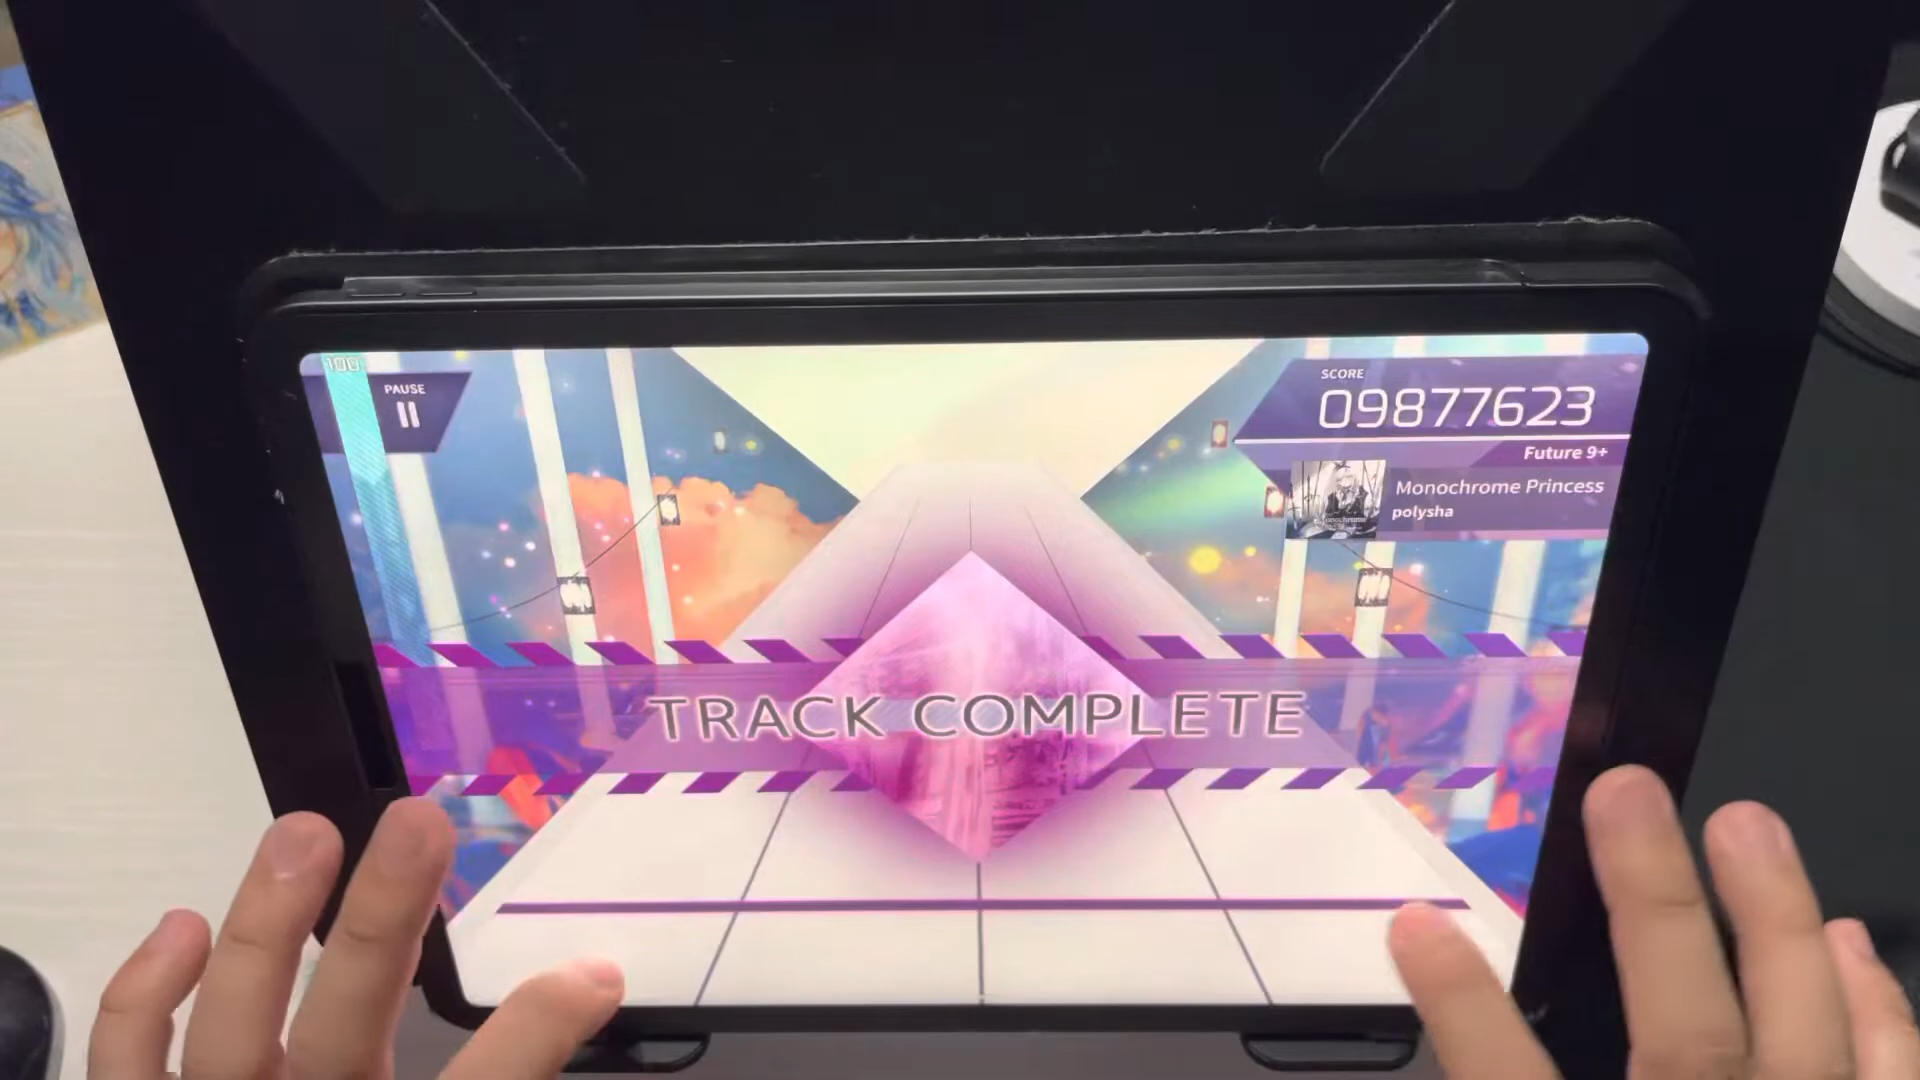 100
PAUSE
SCORE
09877623
Future 9+
Monochrome Princess
polysha
TRACK COMPLETE